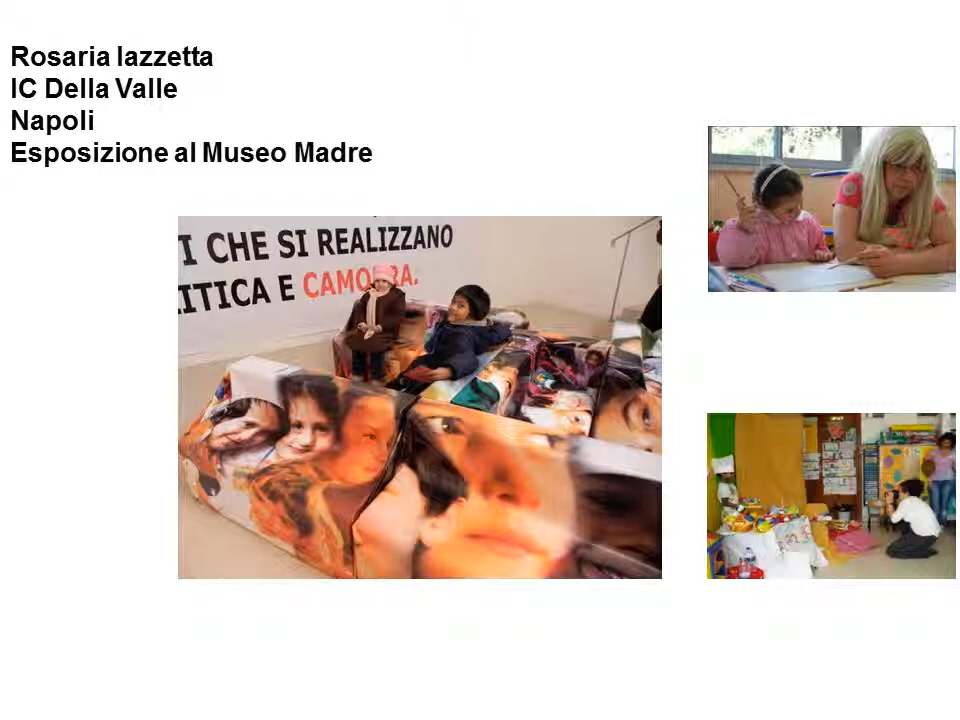 Rosaria Iazzetta
IC Della Valle
Napoli
Esposizione al Museo Madre
I CHE SI REALIZZANO
ITICA E CAMORRA.